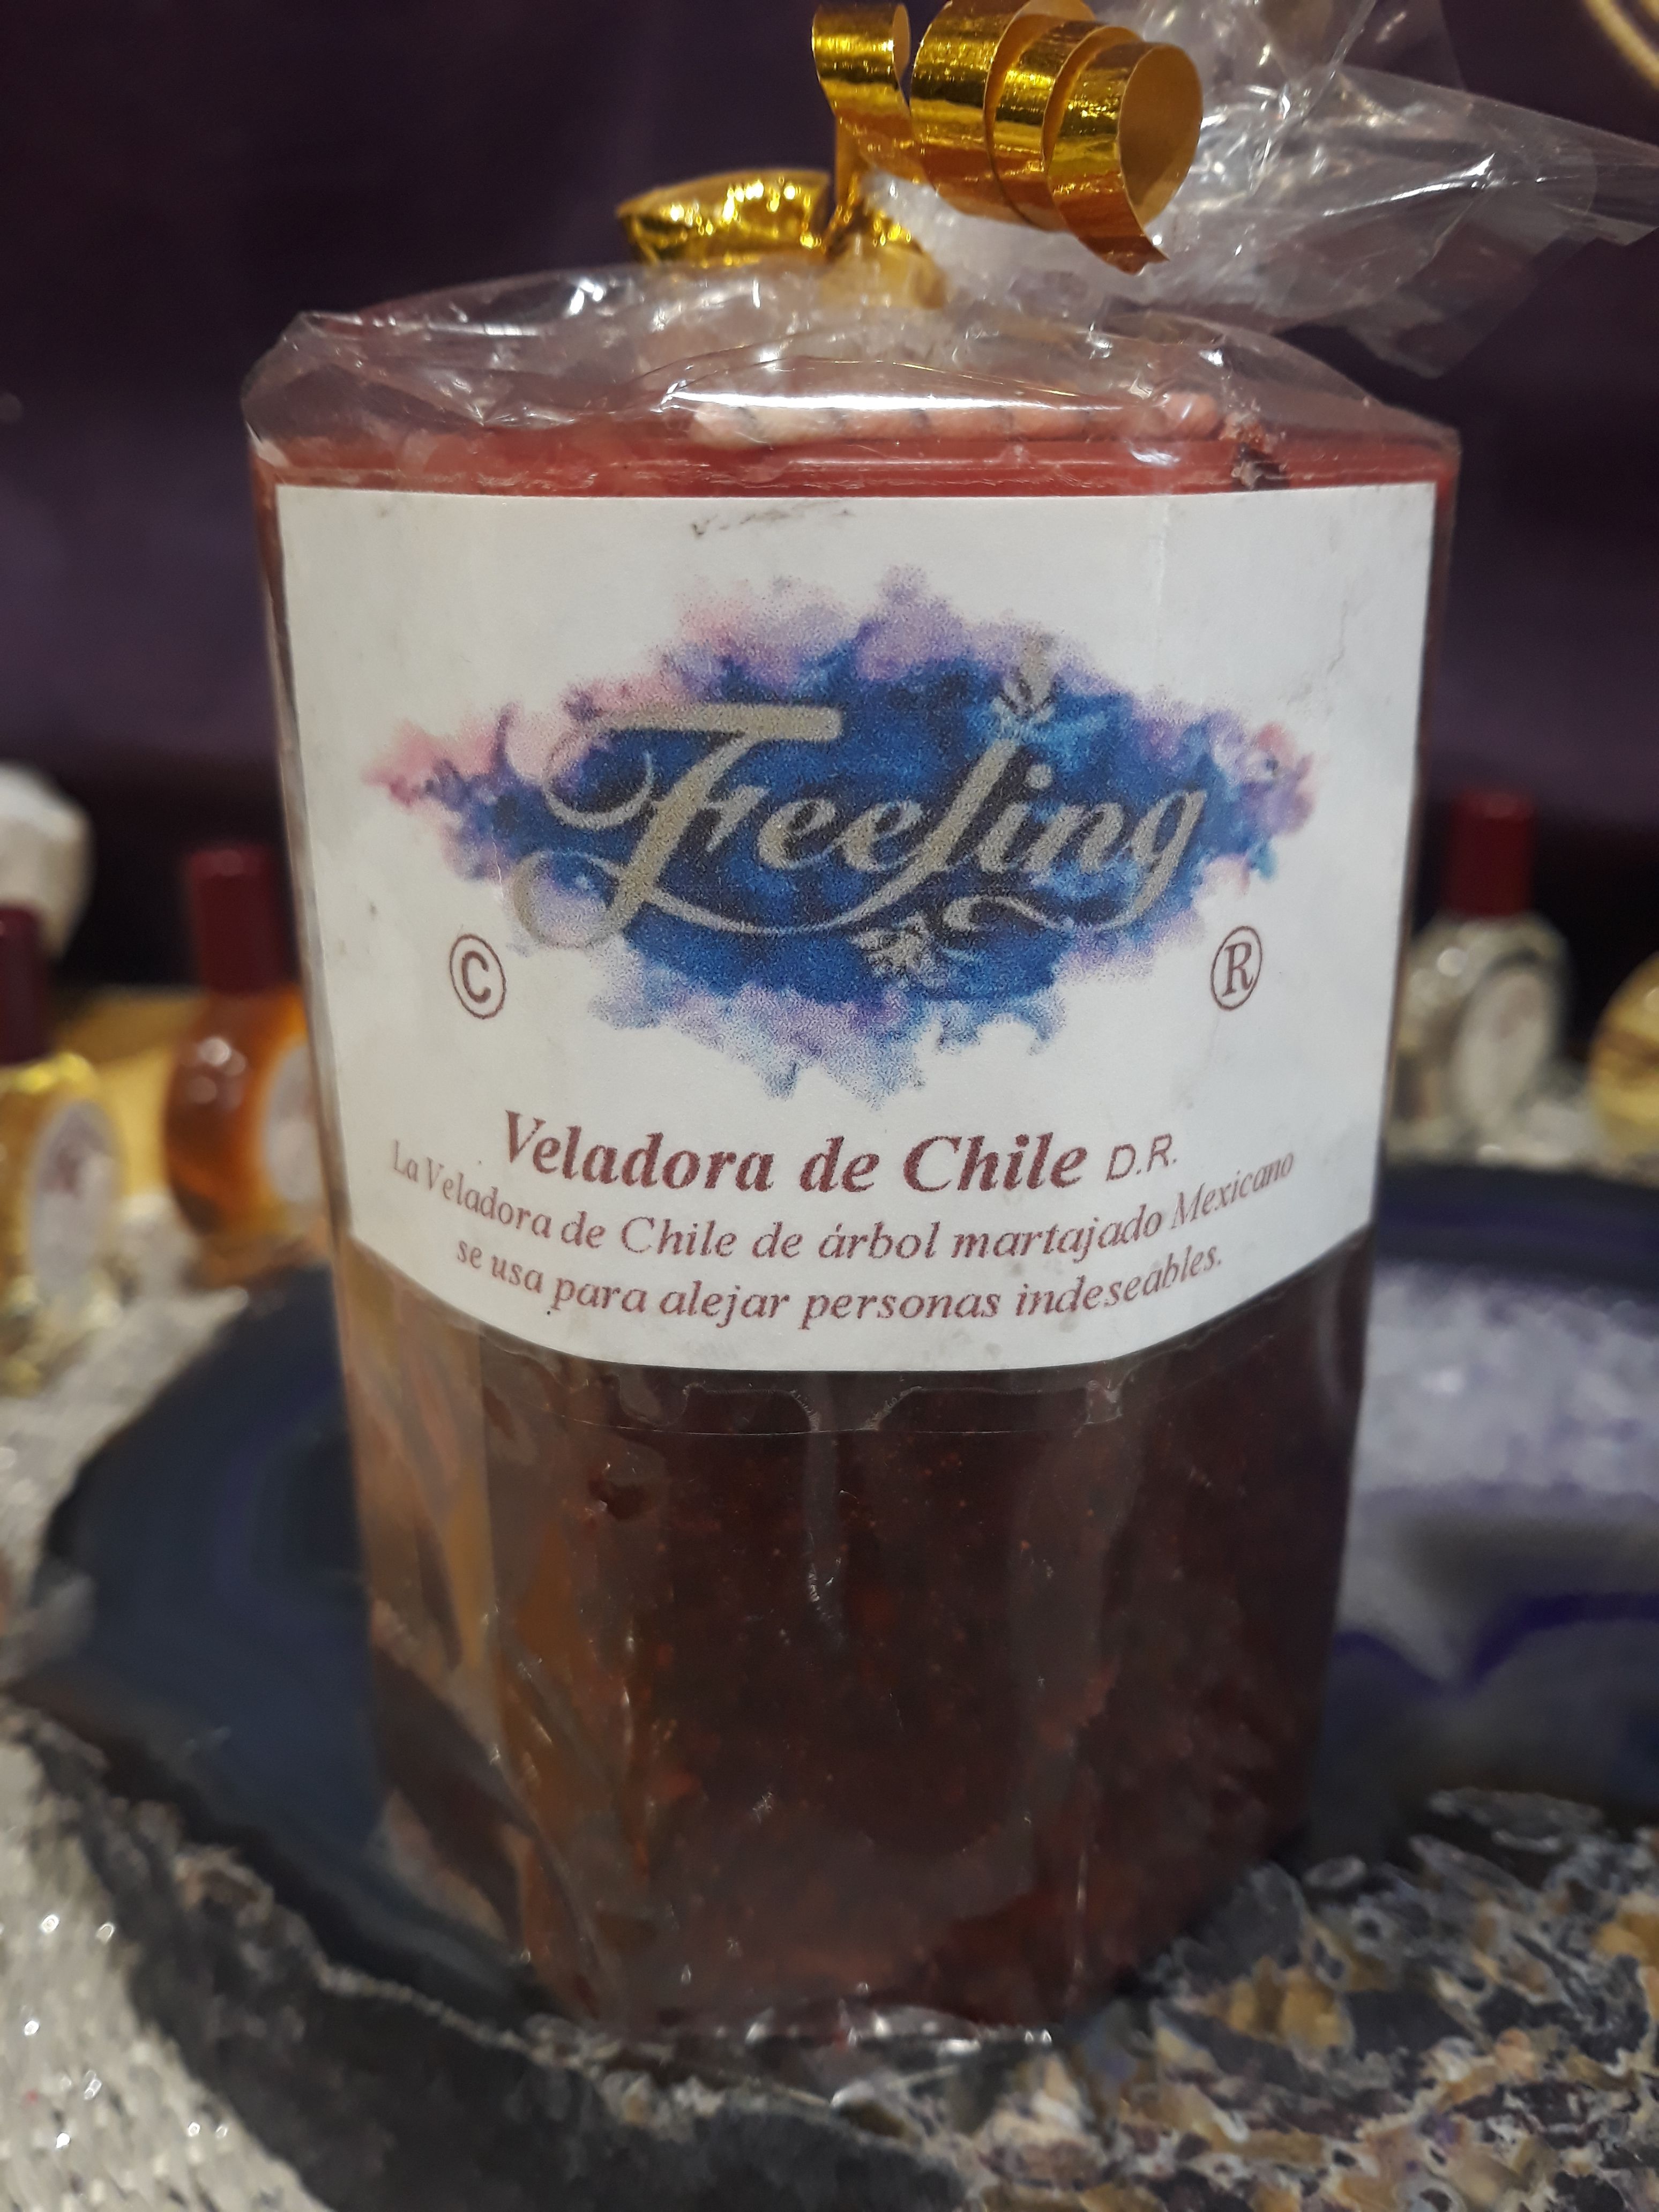 Feeling
© ®
Veladora de Chile D.R.
La Veladora de Chile de árbol martajado Mexicano
se usa para alejar personas indeseables.